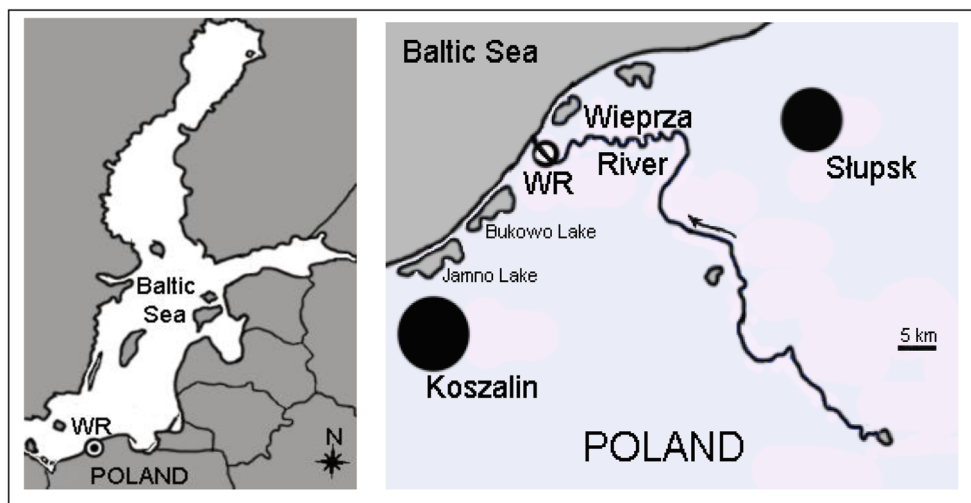 Baltic
Sea
WR
POLAND
N
Baltic Sea
Wieprza
River
WR
Słupsk
Bukowo Lake
Jamno Lake
Koszalin
5 km
POLAND